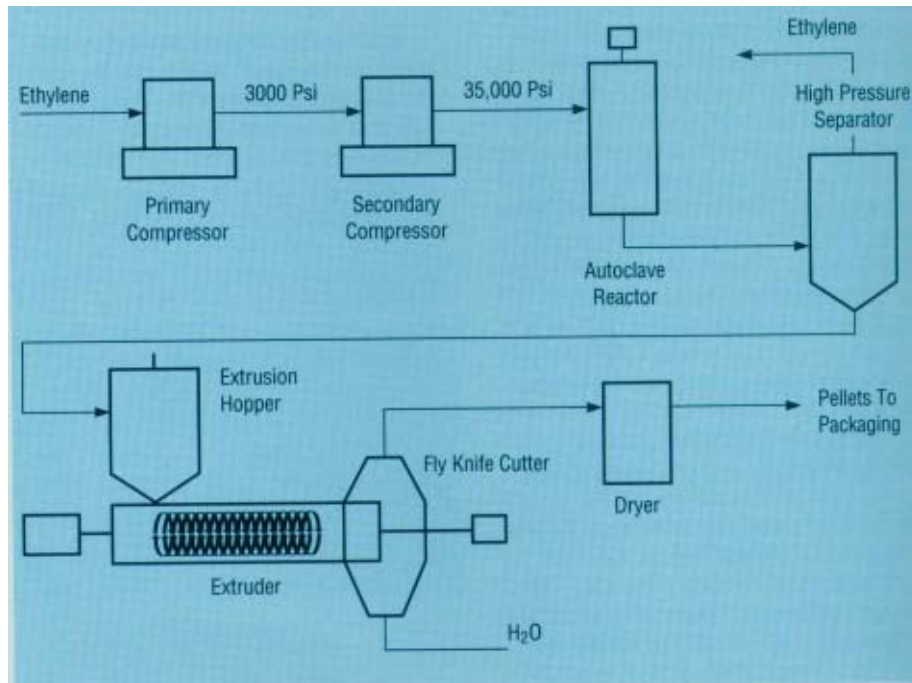 Ethylene
3000 Psi
35,000 Psi
Ethylene
High Pressure
Separator
Primary
Compressor
Secondary
Compressor
Autoclave
Reactor
Extrusion
Hopper
Fly Knife Cutter
Pellets To
Packaging
Dryer
Extruder
H₂O